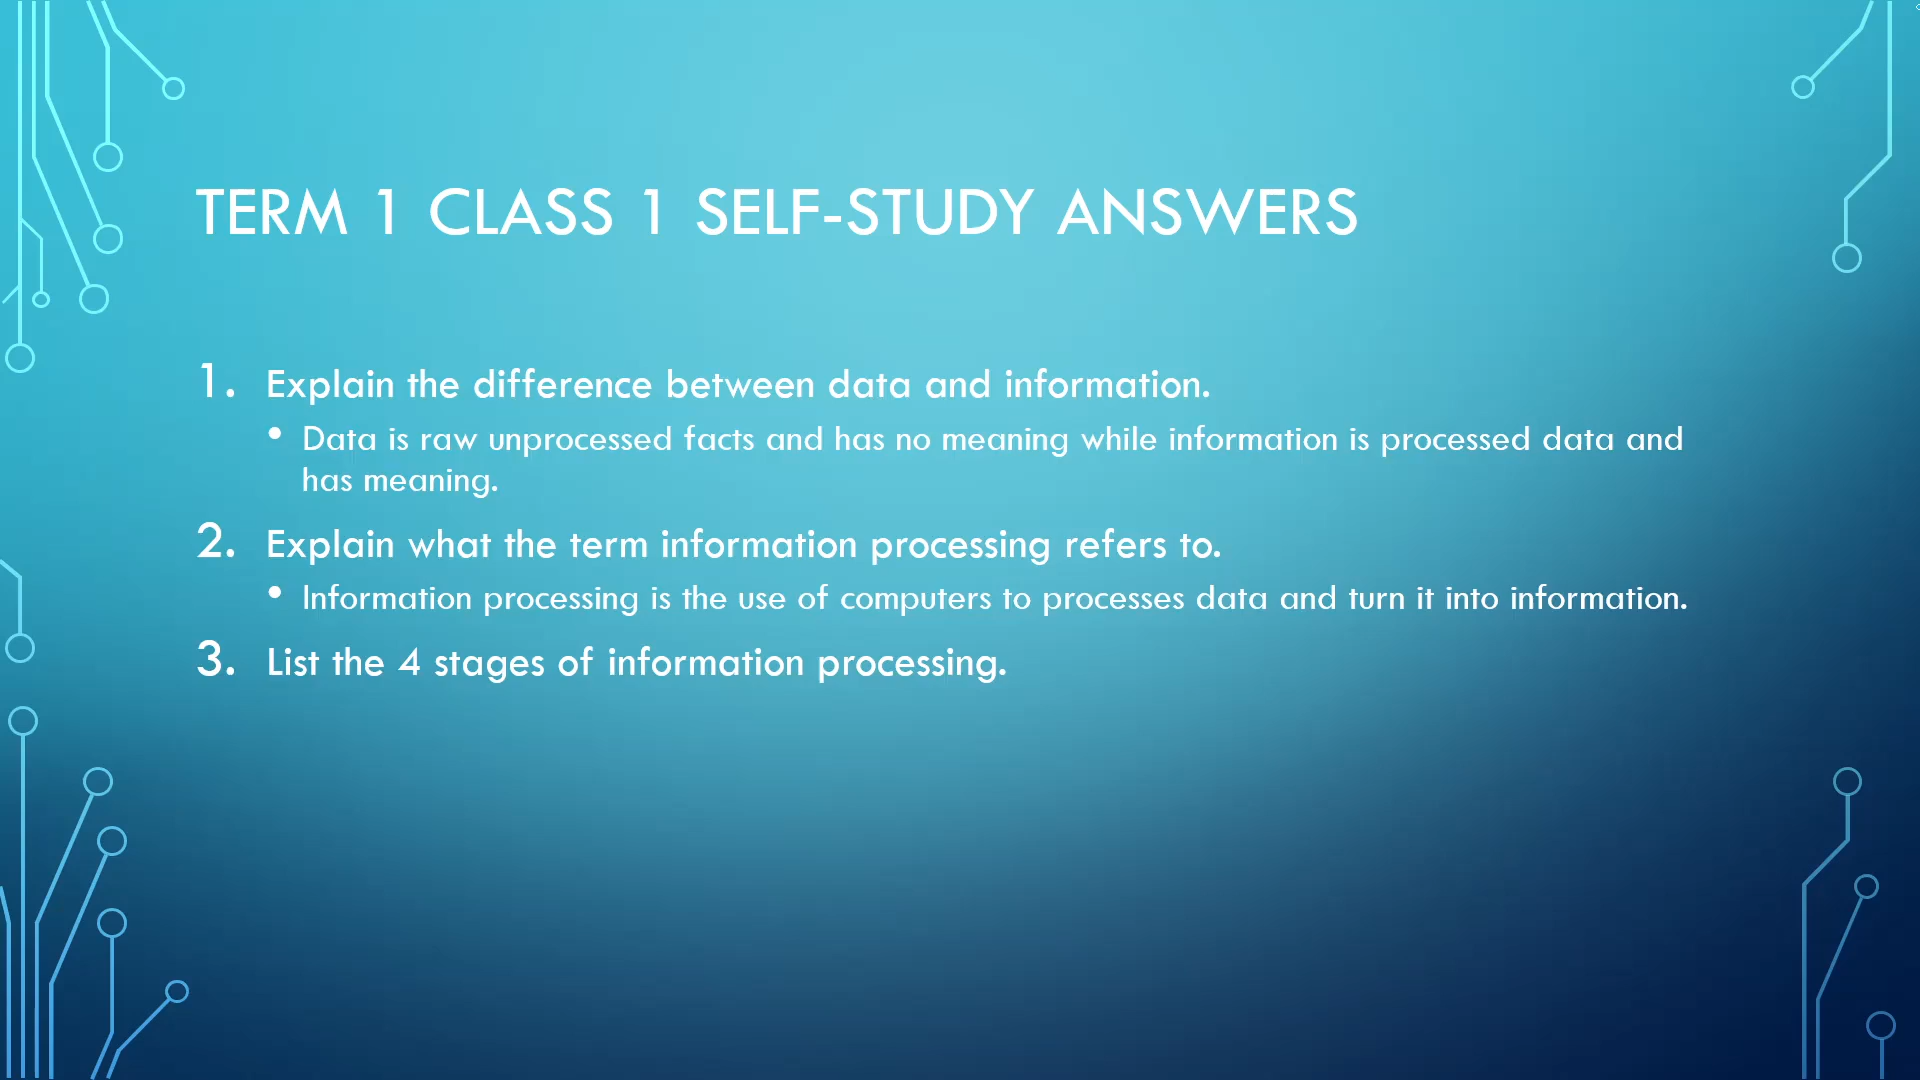 TERM 1 CLASS 1 SELF-STUDY ANSWERS
1. Explain the difference between data and information.
• Data is raw unprocessed facts and has no meaning while information is processed data and
has meaning.
2. Explain what the term information processing refers to.
• Information processing is the use of computers to processes data and turn it into information.
3. List the 4 stages of information processing.